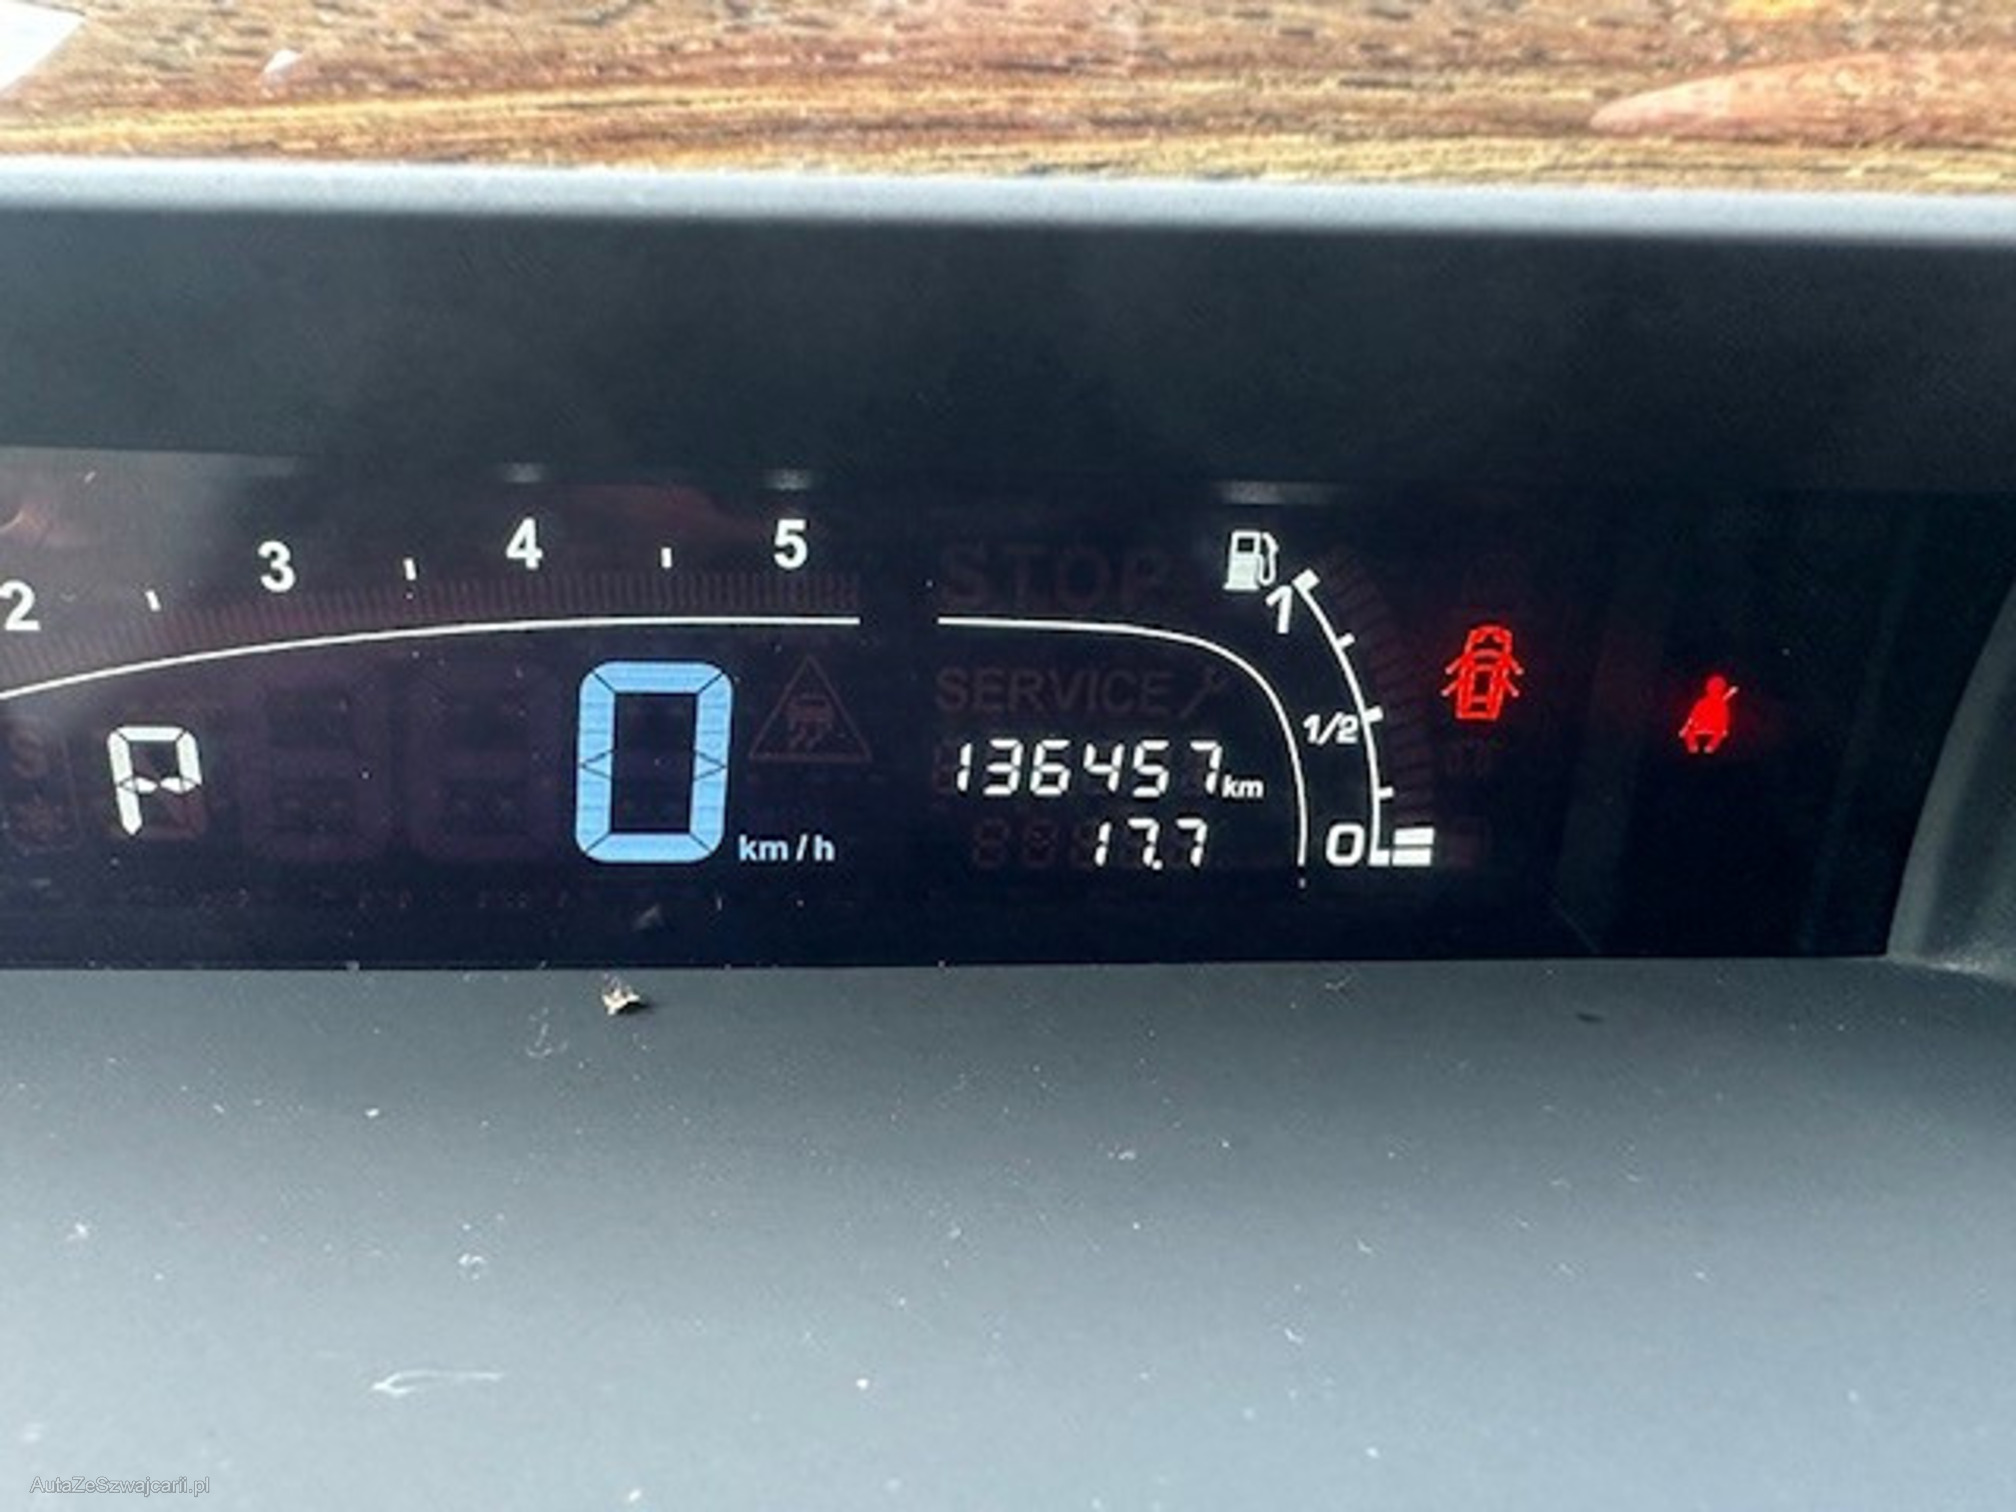 2 3 4 5
STOP
1
SERVICE
1/2
136457 km
P 0 km/h
17.7
0
AutaZeSzwajcarii.pl